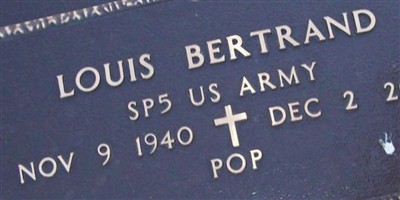 LOUIS BERTRAND
SP5 US ARMY
NOV 9 1940 DEC 2
POP